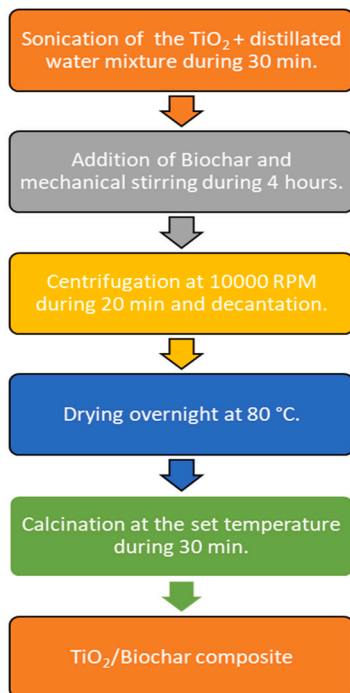 Sonication of the TiO₂ + distillated
water mixture during 30 min.
Addition of Biochar and
mechanical stirring during 4 hours.
Centrifugation at 10000 RPM
during 20 min and decantation.
Drying overnight at 80 °C.
Calcination at the set temperature
during 30 min.
TiO₂/Biochar composite